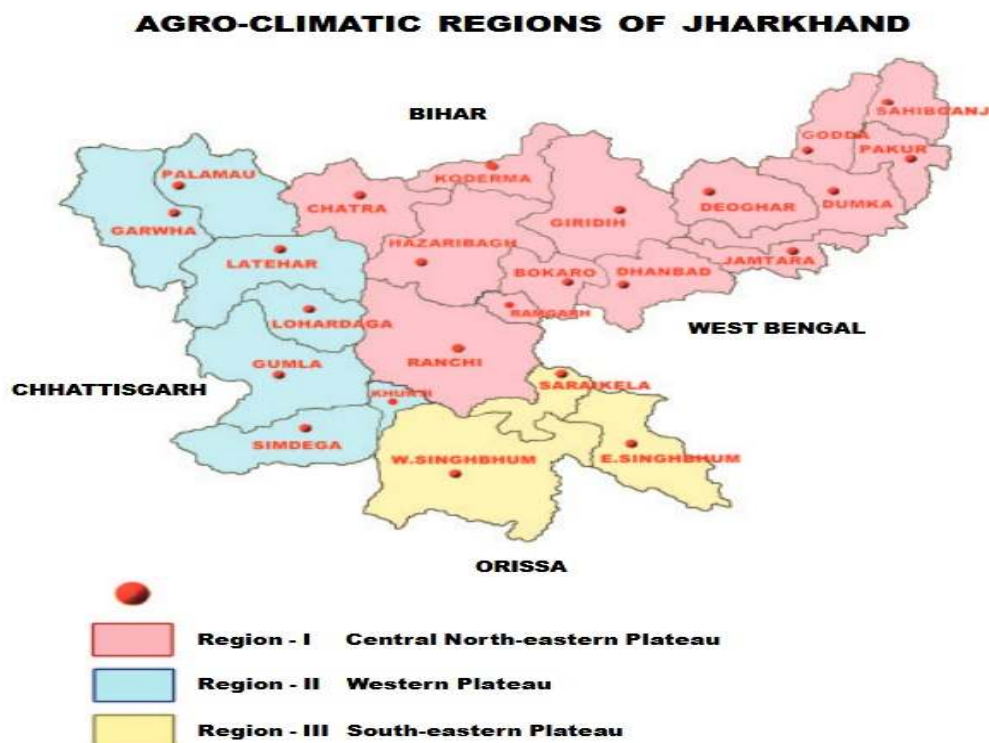 AGRO-CLIMATIC REGIONS OF JHARKHAND
BIHAR
SAHIBGANJ
GODDA
PAKUR
PALAMAU
KODERMA
CHATRA
DEOGHAR
DUMKA
GARWHA
GIRIDIH
HAZARIBAGH
LATEHAR
JAMTARA
BOKARO
DHANBAD
RAMGARH
LOHARDAGA
WEST BENGAL
GUMLA
RANCHI
SARAIKELA
CHHATTISGARH
SIMDEGA
W.SINGHBHUM
E.SINGHBHUM
ORISSA
Region - I Central North-eastern Plateau
Region - II Western Plateau
Region - III South-eastern Plateau